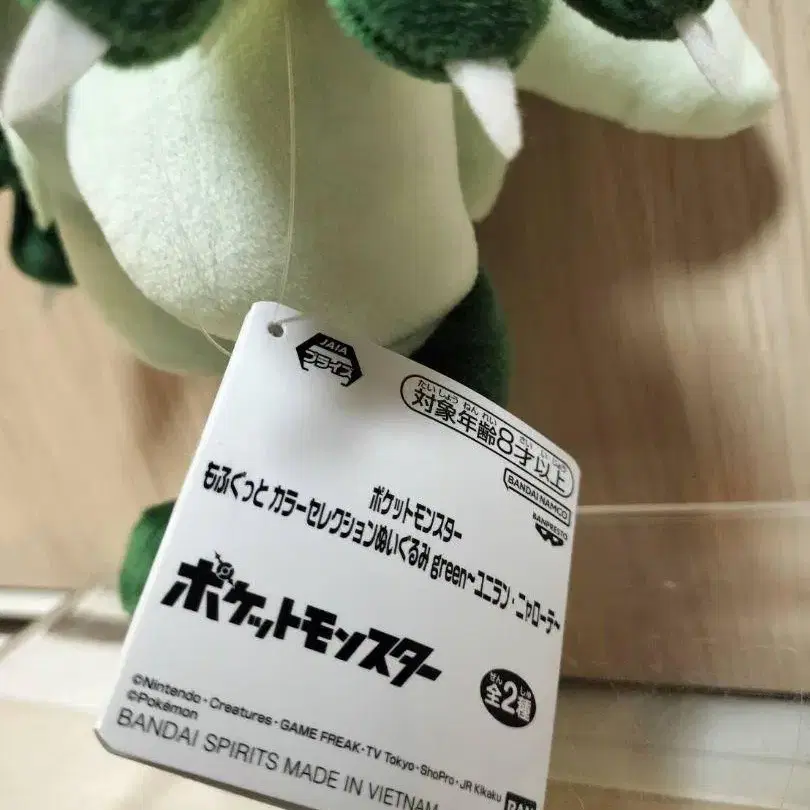 JAIA
プライズ
たいしょうねんれい さいいじょう
対象年齢8才以上
BANDAI NAMCO
BANPRESTO
ポケットモンスター
もふぐっと カラーセレクションぬいぐるみ green~ユニラン・ニャローテ~
ポケットモンスター
ぜん しゅ
全2種
©Nintendo・Creatures・GAME FREAK・TV Tokyo・ShoPro・JR Kikaku
©Pokémon
BANDAI SPIRITS MADE IN VIETNAM